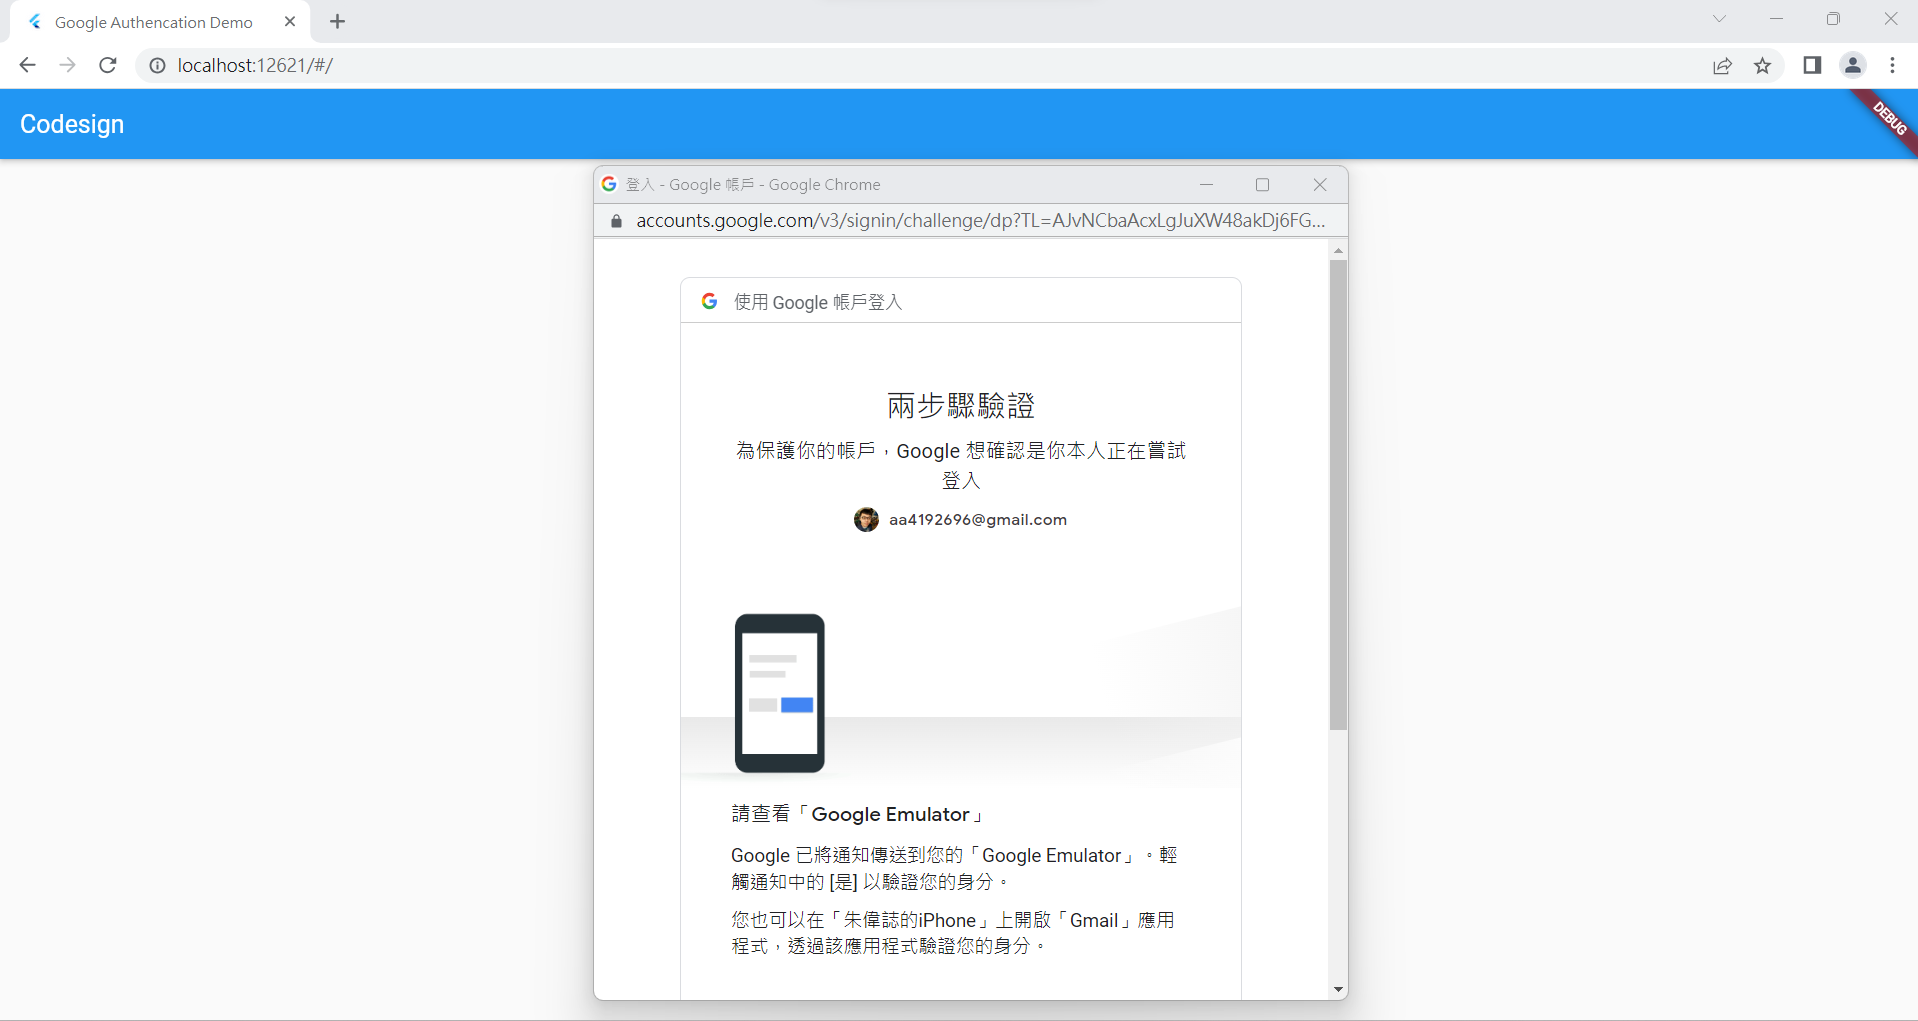 Google Authencation Demo
localhost:12621/#/
Codesign
DEBUG
登入 - Google 帳戶 - Google Chrome
accounts.google.com/v3/signin/challenge/dp?TL=AJvNCbaAcxLgJuXW48akDj6FG...
使用 Google 帳戶登入
兩步驟驗證
為保護你的帳戶，Google 想確認是你本人正在嘗試
登入
aa4192696@gmail.com
請查看「Google Emulator」
Google 已將通知傳送到您的「Google Emulator」。輕
觸通知中的 [是] 以驗證您的身分。
您也可以在「朱偉誌的iPhone」上開啟「Gmail」應用
程式，透過該應用程式驗證您的身分。